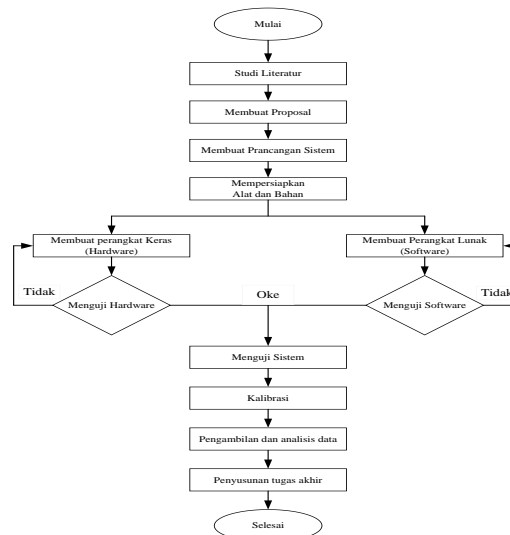 Mulai
Studi Literatur
Membuat Proposal
Membuat Prancangan Sistem
Mempersiapkan
Alat dan Bahan
Membuat perangkat Keras
(Hardware)
Membuat Perangkat Lunak
(Software)
Tidak
Menguji Hardware
Oke
Menguji Software
Tidak
Menguji Sistem
Kalibrasi
Pengambilan dan analisis data
Penyusunan tugas akhir
Selesai